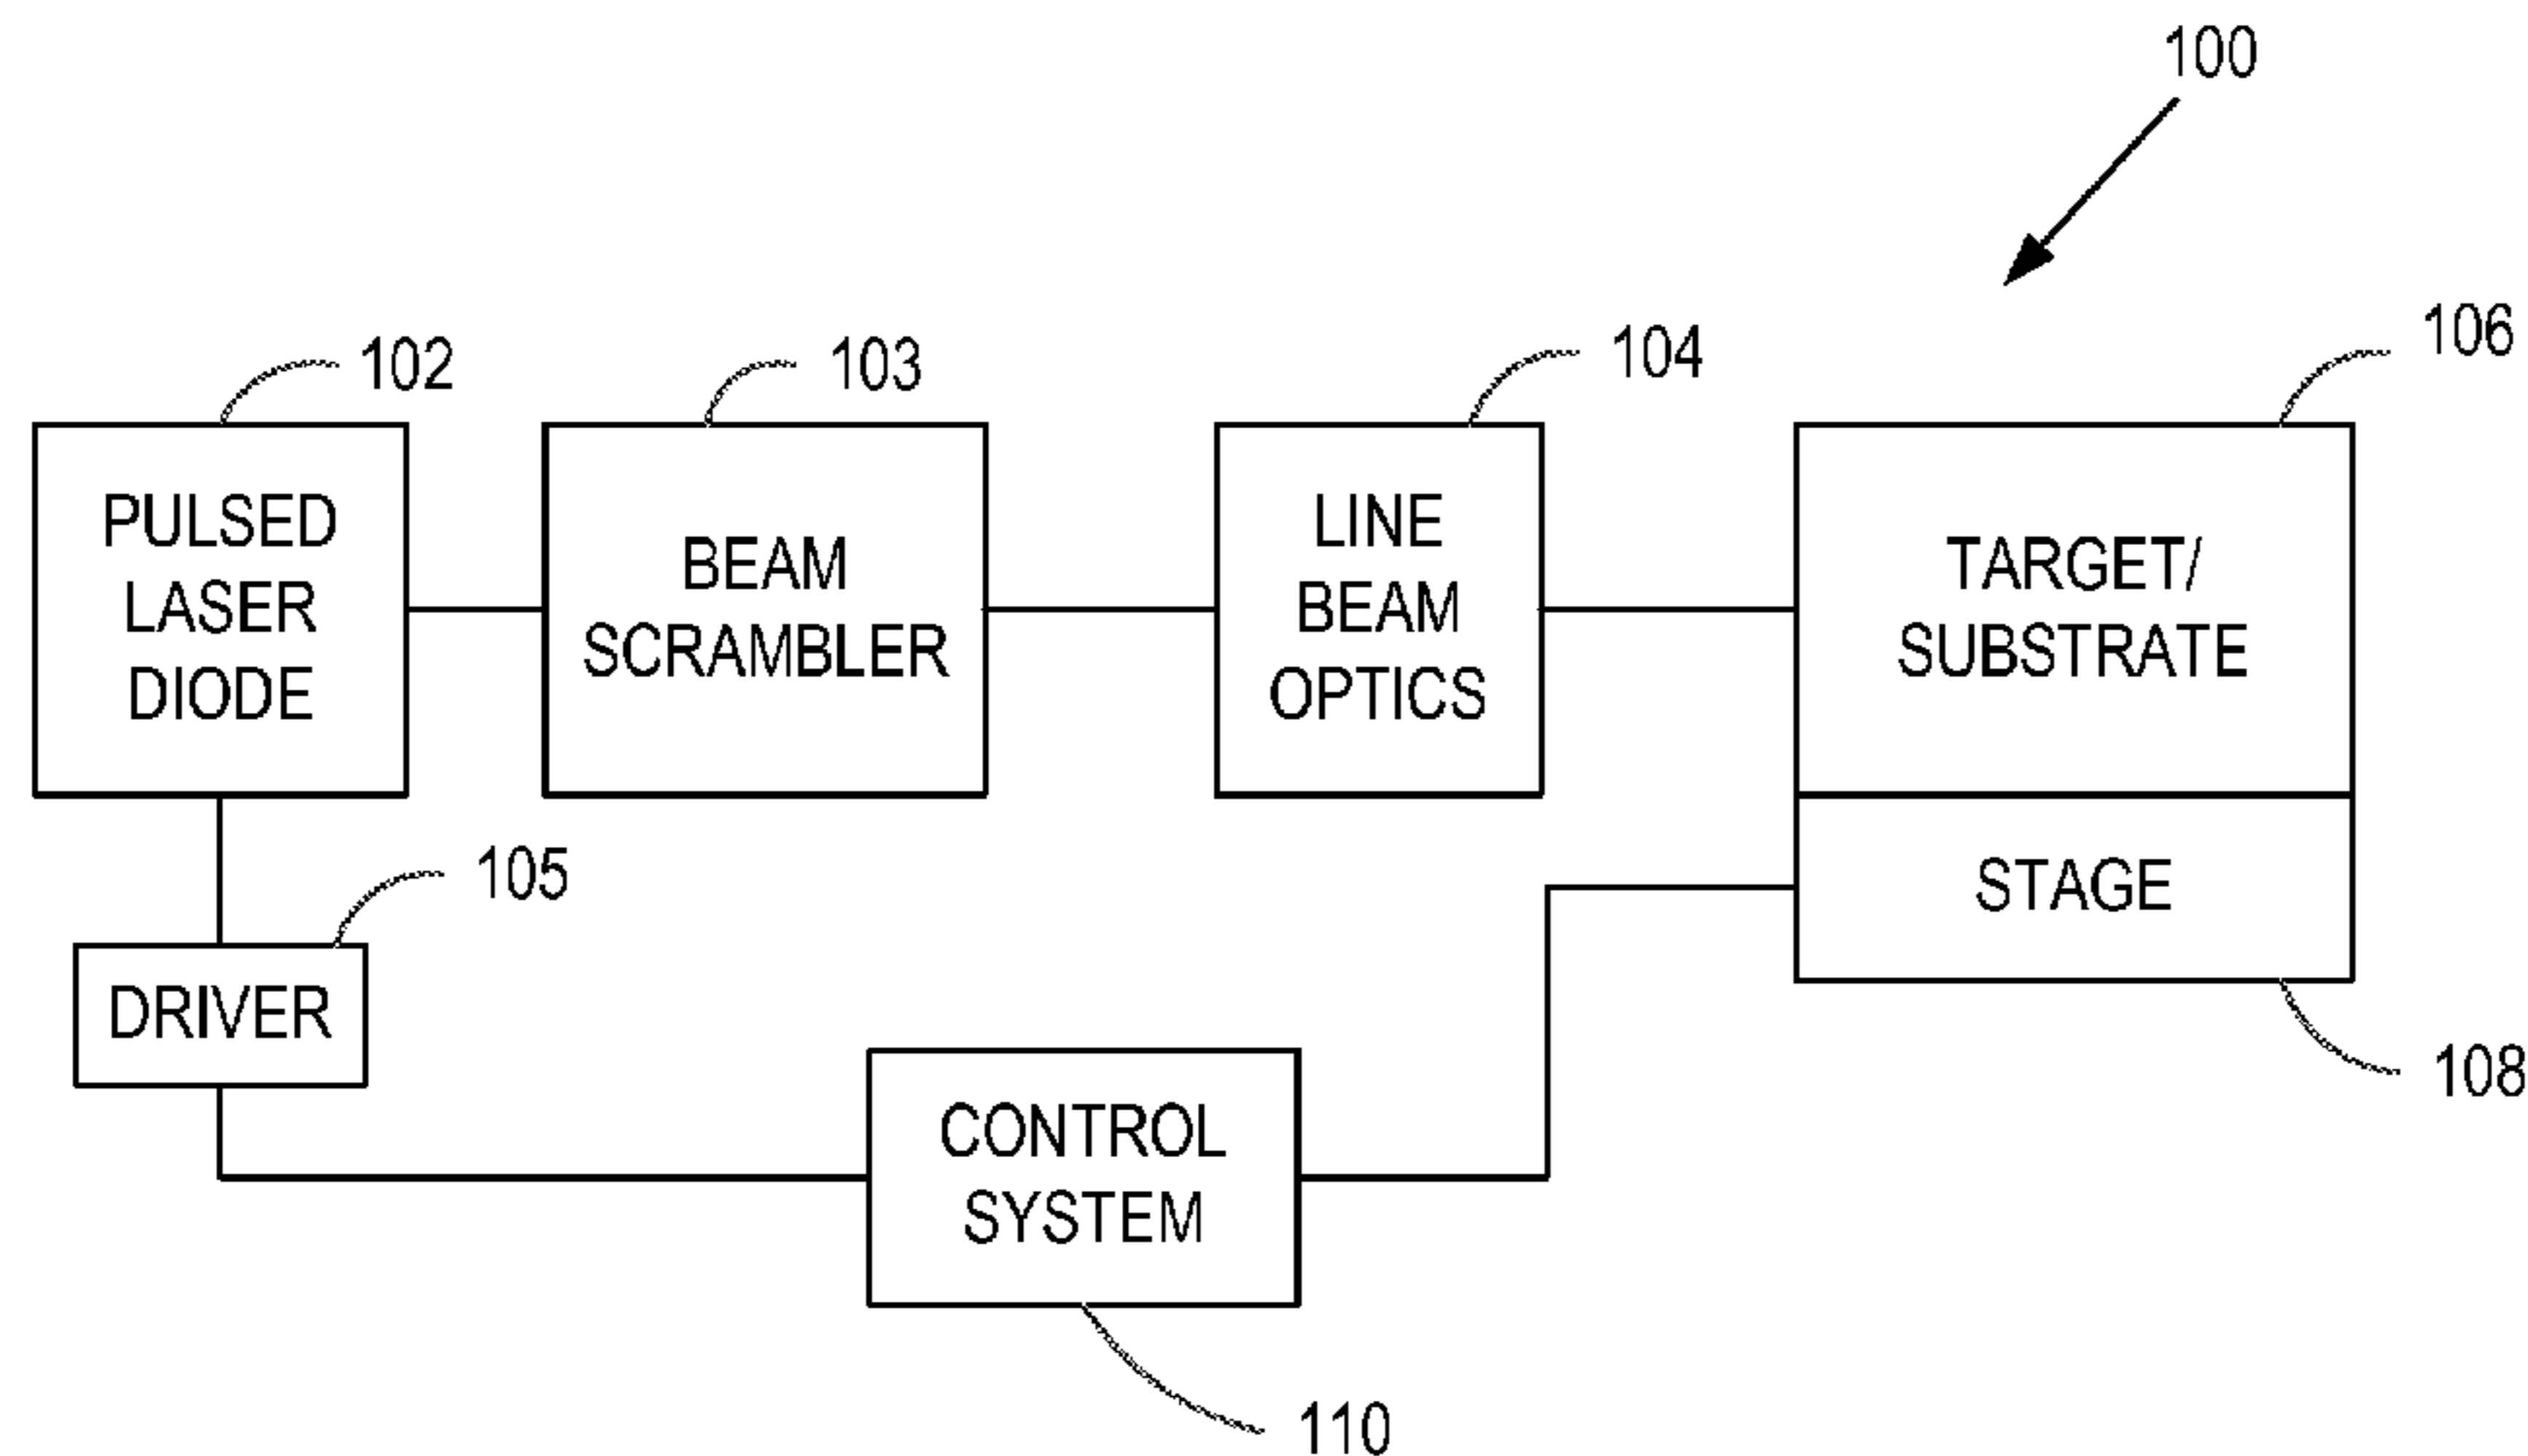 100
102
103
104
106
PULSED
LASER
DIODE
BEAM
SCRAMBLER
LINE
BEAM
OPTICS
TARGET/
SUBSTRATE
105
STAGE
DRIVER
108
CONTROL
SYSTEM
110